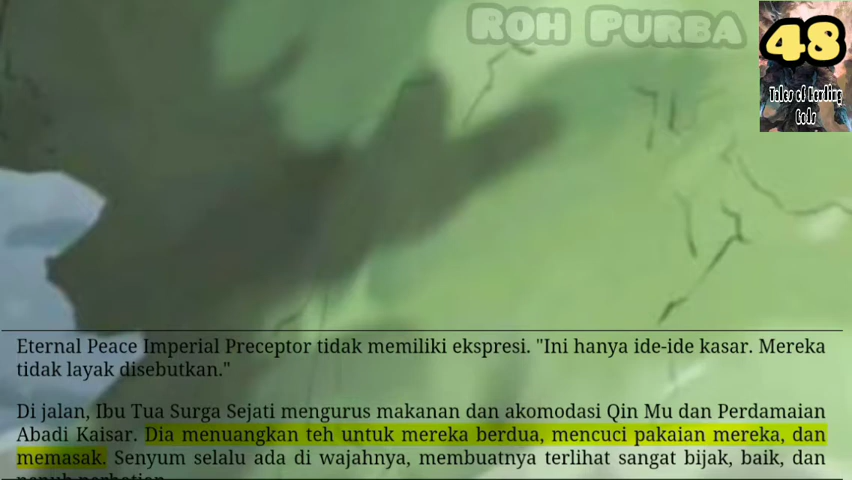 ROH PURBA
48
Tales of Herding
Gods
Eternal Peace Imperial Preceptor tidak memiliki ekspresi. "Ini hanya ide-ide kasar. Mereka
tidak layak disebutkan."
Di jalan, Ibu Tua Surga Sejati mengurus makanan dan akomodasi Qin Mu dan Perdamaian
Abadi Kaisar. Dia menuangkan teh untuk mereka berdua, mencuci pakaian mereka, dan
memasak. Senyum selalu ada di wajahnya, membuatnya terlihat sangat bijak, baik, dan